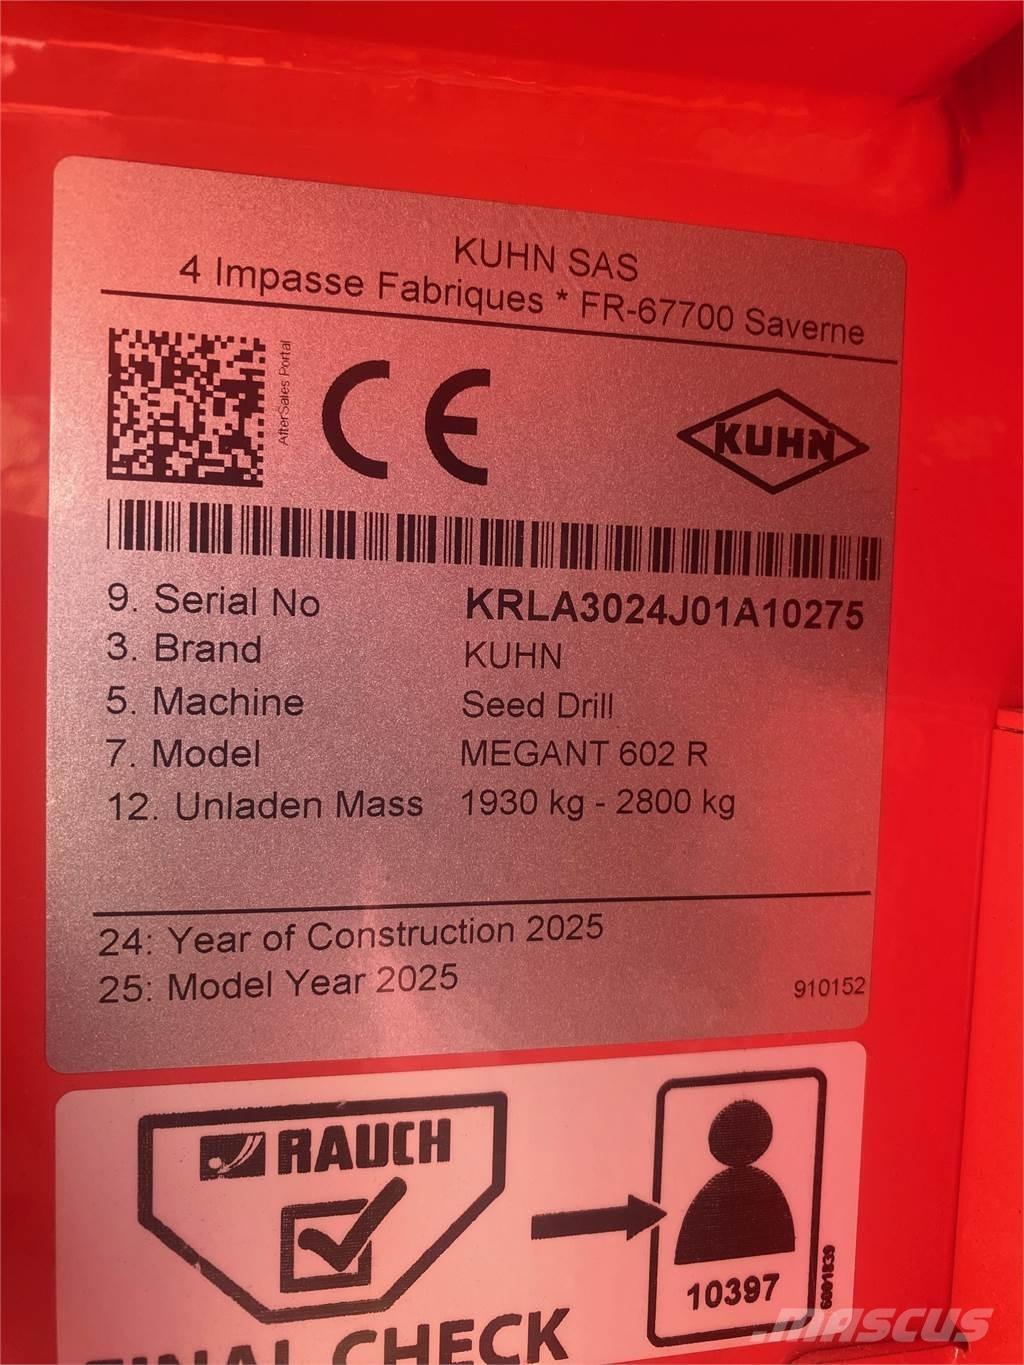 KUHN SAS
4 Impasse Fabriques * FR-67700 Saverne
AfterSales Portal
CE
KUHN
9. Serial No KRLA3024J01A10275
3. Brand KUHN
5. Machine Seed Drill
7. Model MEGANT 602 R
12. Unladen Mass 1930 kg - 2800 kg
24: Year of Construction 2025
25: Model Year 2025
910152
RAUCH
10397
FINAL CHECK
MASCUS